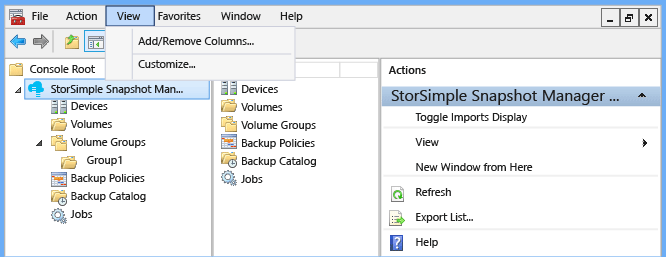 File Action View Favorites Window Help
Add/Remove Columns...
Customize...
Console Root
StorSimple Snapshot Man...
Devices
Volumes
Volume Groups
Group1
Backup Policies
Backup Catalog
Jobs
Devices
Volumes
Volume Groups
Backup Policies
Backup Catalog
Jobs
Actions
StorSimple Snapshot Manager ...
Toggle Imports Display
View
New Window from Here
Refresh
Export List...
Help